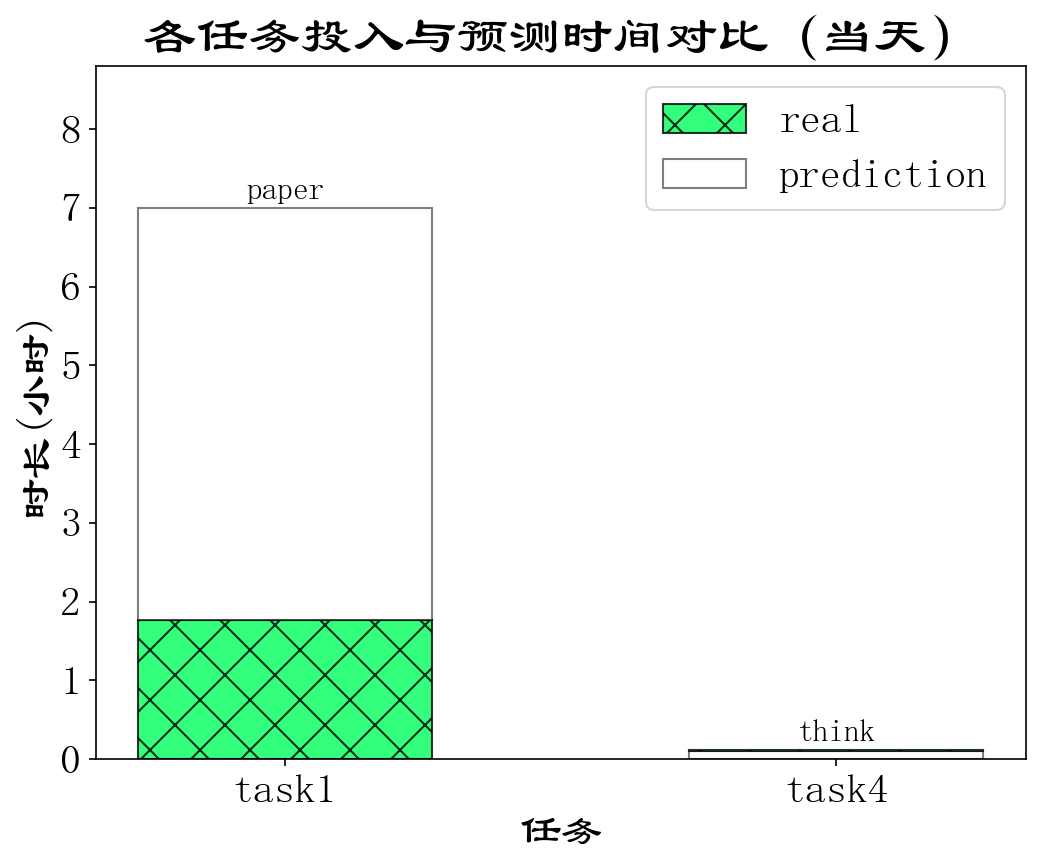 各任务投入与预测时间对比 (当天)
real
prediction
时长(小时)
8
7
6
5
4
3
2
1
0
paper
think
task1
task4
任务